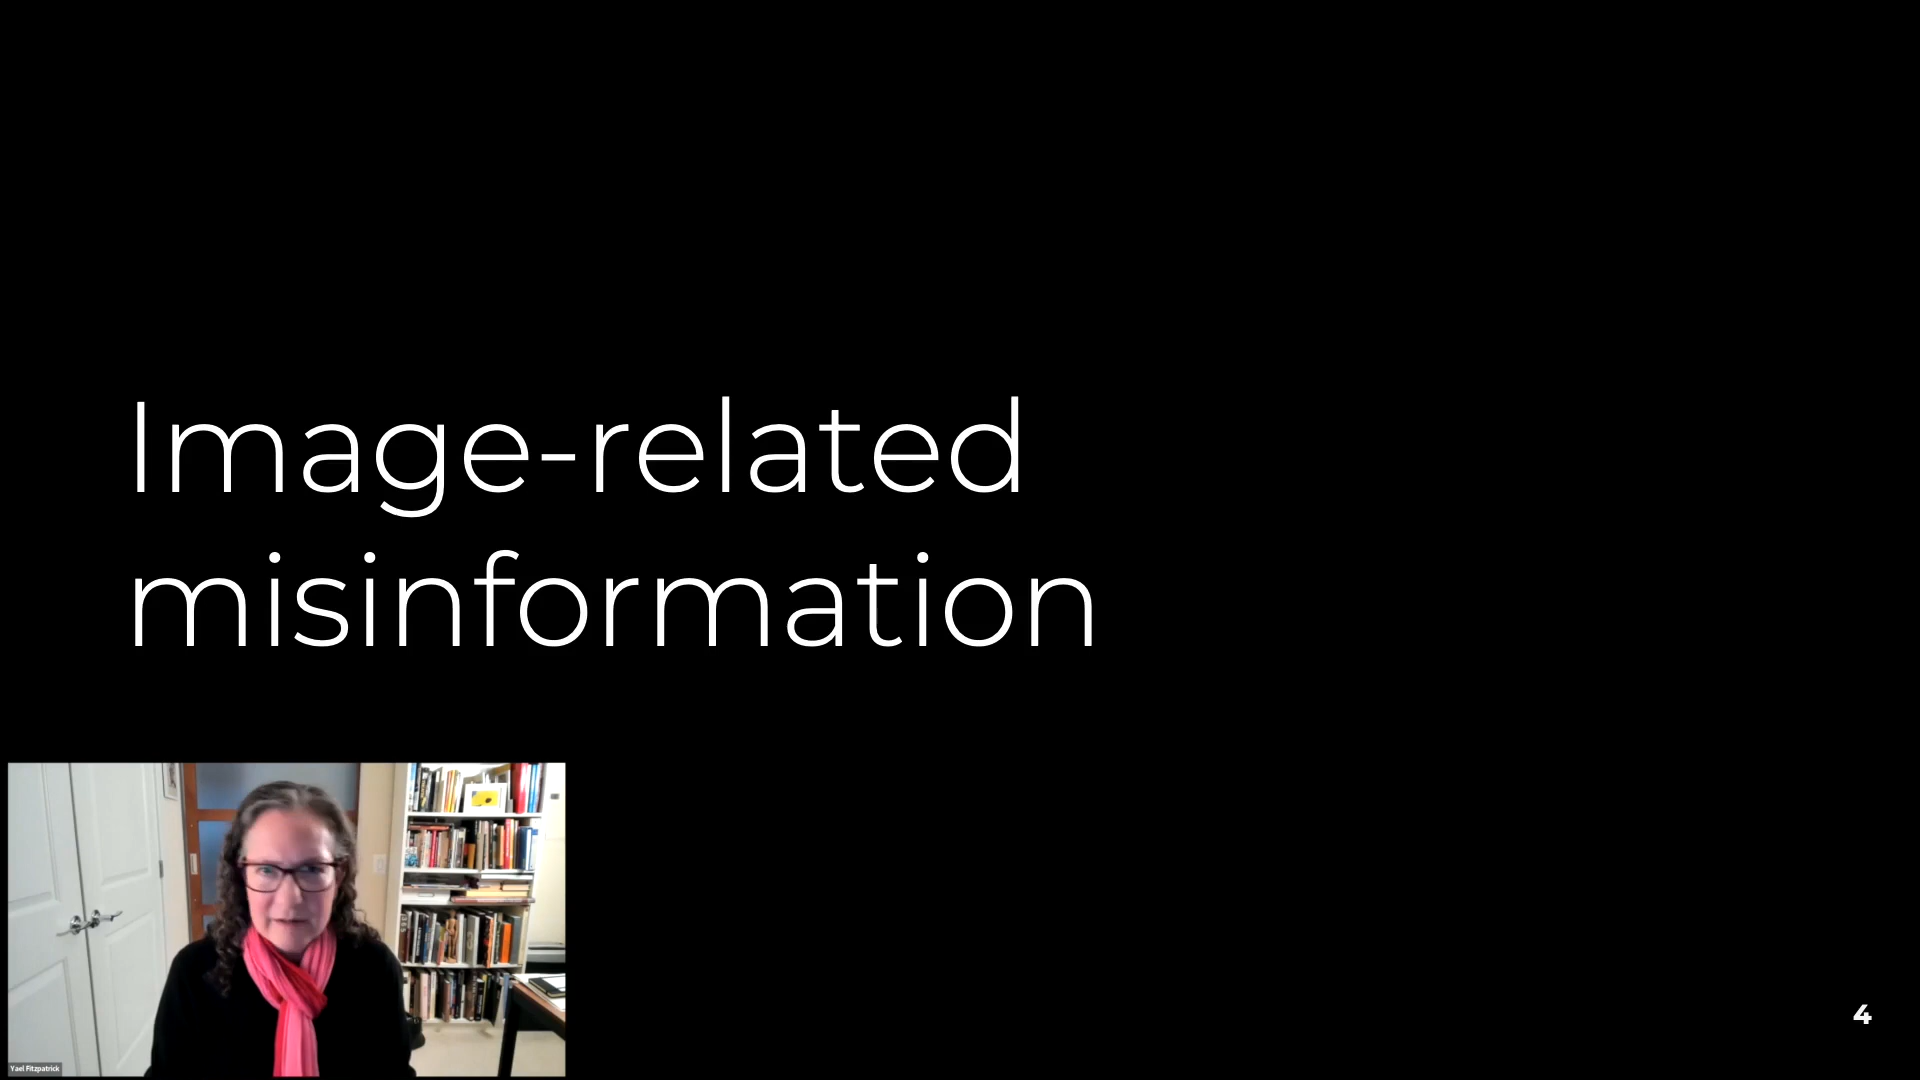 Image-related
misinformation
Yael Fitzpatrick
4